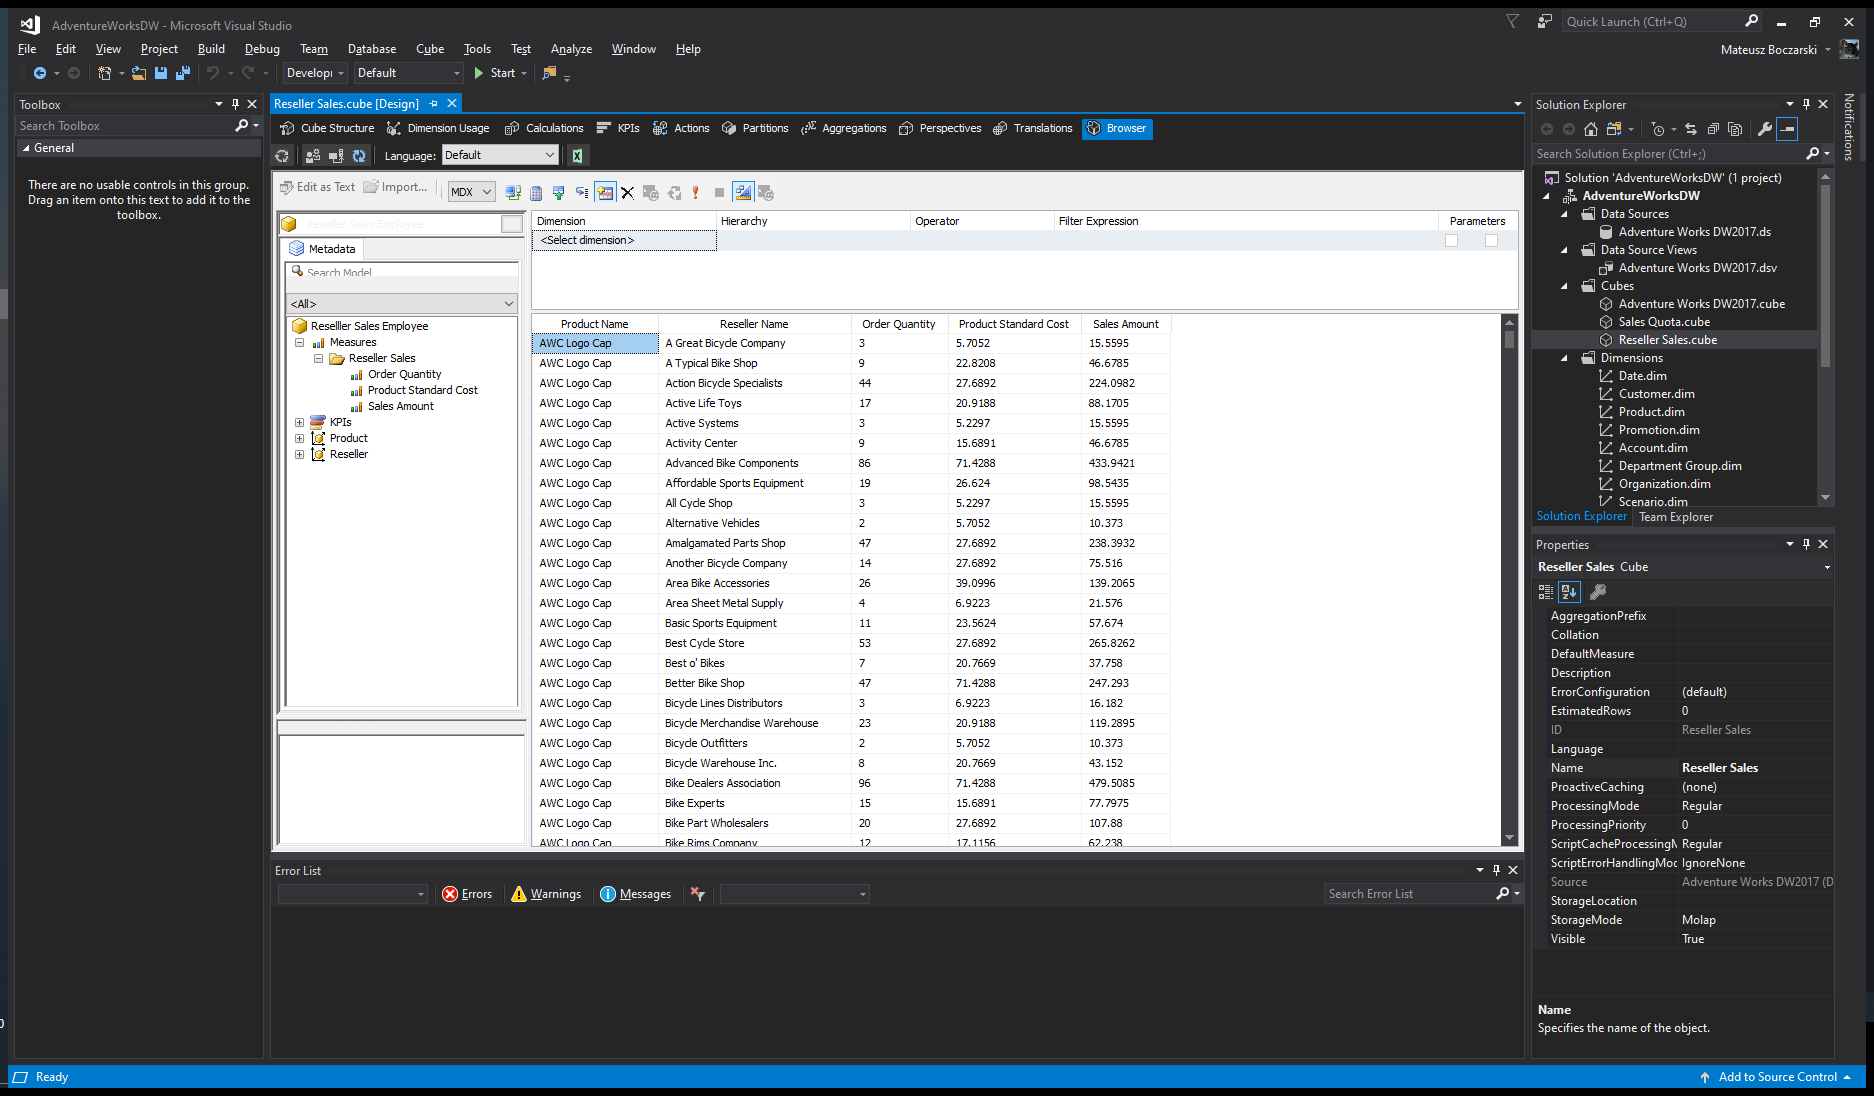 AdventureWorksDW - Microsoft Visual Studio
Quick Launch (Ctrl+Q)
File Edit View Project Build Debug Team Database Cube Tools Test Analyze Window Help
Mateusz Boczarski
Developı Default Start
Toolbox
Search Toolbox
General
There are no usable controls in this group.
Drag an item onto this text to add it to the
toolbox.
Reseller Sales.cube [Design]
Cube Structure Dimension Usage Calculations KPIs Actions Partitions Aggregations Perspectives Translations Browser
Language: Default
Edit as Text Import... MDX
Reseller Sales Employee
Metadata
Search Model
<All>
Reselller Sales Employee
Measures
Reseller Sales
Order Quantity
Product Standard Cost
Sales Amount
KPIs
Product
Reseller
Dimension Hierarchy Operator Filter Expression Parameters
<Select dimension>
Product Name Reseller Name Order Quantity Product Standard Cost Sales Amount
AWC Logo Cap A Great Bicycle Company 3 5.7052 15.5595
AWC Logo Cap A Typical Bike Shop 9 22.8208 46.6785
AWC Logo Cap Action Bicycle Specialists 44 27.6892 224.0982
AWC Logo Cap Active Life Toys 17 20.9188 88.1705
AWC Logo Cap Active Systems 3 5.2297 15.5595
AWC Logo Cap Activity Center 9 15.6891 46.6785
AWC Logo Cap Advanced Bike Components 86 71.4288 433.9421
AWC Logo Cap Affordable Sports Equipment 19 26.624 98.5435
AWC Logo Cap All Cycle Shop 3 5.2297 15.5595
AWC Logo Cap Alternative Vehicles 2 5.7052 10.373
AWC Logo Cap Amalgamated Parts Shop 47 27.6892 238.3932
AWC Logo Cap Another Bicycle Company 14 27.6892 75.516
AWC Logo Cap Area Bike Accessories 26 39.0996 139.2065
AWC Logo Cap Area Sheet Metal Supply 4 6.9223 21.576
AWC Logo Cap Basic Sports Equipment 11 23.5624 57.674
AWC Logo Cap Best Cycle Store 53 27.6892 265.8262
AWC Logo Cap Best o' Bikes 7 20.7669 37.758
AWC Logo Cap Better Bike Shop 47 71.4288 247.293
AWC Logo Cap Bicycle Lines Distributors 3 6.9223 16.182
AWC Logo Cap Bicycle Merchandise Warehouse 23 20.9188 119.2895
AWC Logo Cap Bicycle Outfitters 2 5.7052 10.373
AWC Logo Cap Bicycle Warehouse Inc. 8 20.7669 43.152
AWC Logo Cap Bike Dealers Association 96 71.4288 479.5085
AWC Logo Cap Bike Experts 15 15.6891 77.7975
AWC Logo Cap Bike Part Wholesalers 20 27.6892 107.88
AWC Logo Cap Bike Rims Company 12 17.1156 62.238
Error List
Errors Warnings Messages
Search Error List
Solution Explorer
Search Solution Explorer (Ctrl+;)
Solution 'AdventureWorksDW' (1 project)
AdventureWorksDW
Data Sources
Adventure Works DW2017.ds
Data Source Views
Adventure Works DW2017.dsv
Cubes
Adventure Works DW2017.cube
Sales Quota.cube
Reseller Sales.cube
Dimensions
Date.dim
Customer.dim
Product.dim
Promotion.dim
Account.dim
Department Group.dim
Organization.dim
Scenario.dim
Solution Explorer Team Explorer
Properties
Reseller Sales Cube
AggregationPrefix
Collation
DefaultMeasure
Description
ErrorConfiguration (default)
EstimatedRows 0
ID Reseller Sales
Language
Name Reseller Sales
ProactiveCaching (none)
ProcessingMode Regular
ProcessingPriority 0
ScriptCacheProcessingM Regular
ScriptErrorHandlingMoc IgnoreNone
Source Adventure Works DW2017 (D
StorageLocation
StorageMode Molap
Visible True
Name
Specifies the name of the object.
Notifications
Ready
Add to Source Control